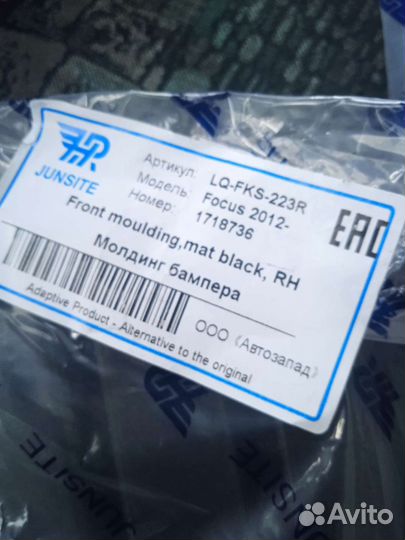 JR
JUNSITE
Артикул: LQ-FKS-223R
Модель: Focus 2012-
Номер: 1718736
Front moulding,mat black, RH
Молдинг бампера
EAC
ООО «Автозапад»
Adaptive Product - Alternative to the original
JUNSITE
Avito